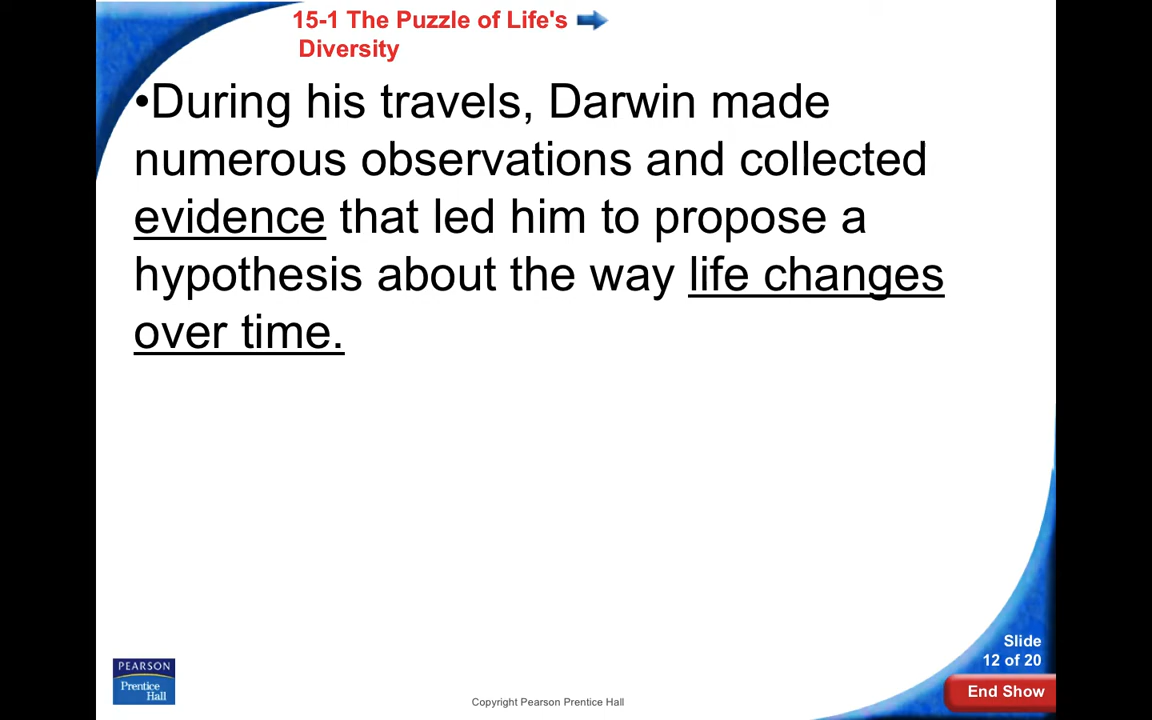 15-1 The Puzzle of Life's
Diversity
•During his travels, Darwin made
numerous observations and collected
evidence that led him to propose a
hypothesis about the way life changes
over time.
Slide
12 of 20
End Show
PEARSON
Prentice
Hall
Copyright Pearson Prentice Hall